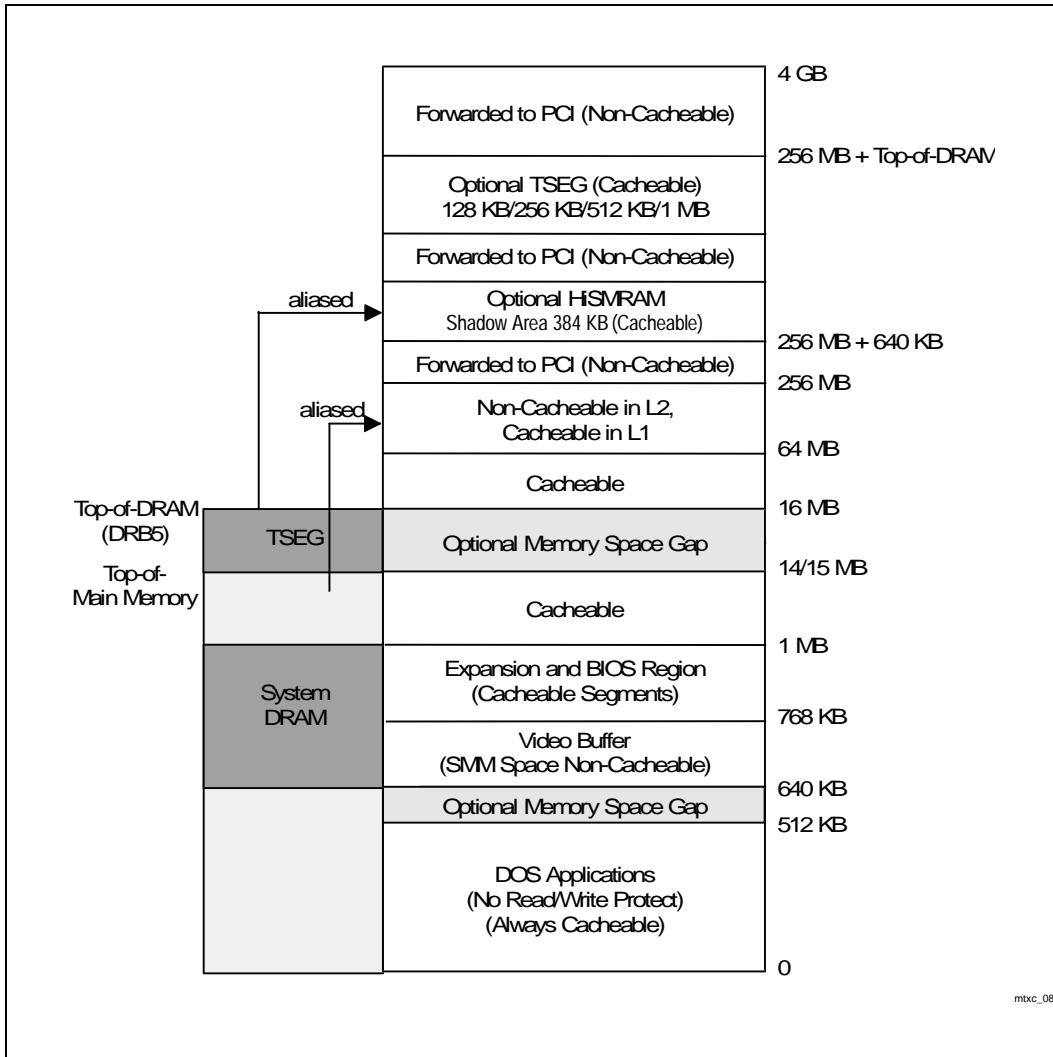 4 GB
Forwarded to PCI (Non-Cacheable)
256 MB + Top-of-DRAM
Optional TSEG (Cacheable)
128 KB/256 KB/512 KB/1 MB
Forwarded to PCI (Non-Cacheable)
aliased
Optional HiSMRAM
Shadow Area 384 KB (Cacheable)
256 MB + 640 KB
Forwarded to PCI (Non-Cacheable)
256 MB
aliased
Non-Cacheable in L2,
Cacheable in L1
64 MB
Cacheable
Top-of-DRAM
(DRB5)
16 MB
TSEG
Optional Memory Space Gap
14/15 MB
Top-of-
Main Memory
Cacheable
1 MB
Expansion and BIOS Region
(Cacheable Segments)
System
DRAM
768 KB
Video Buffer
(SMM Space Non-Cacheable)
640 KB
Optional Memory Space Gap
512 KB
DOS Applications
(No Read/Write Protect)
(Always Cacheable)
0
mtxc_08